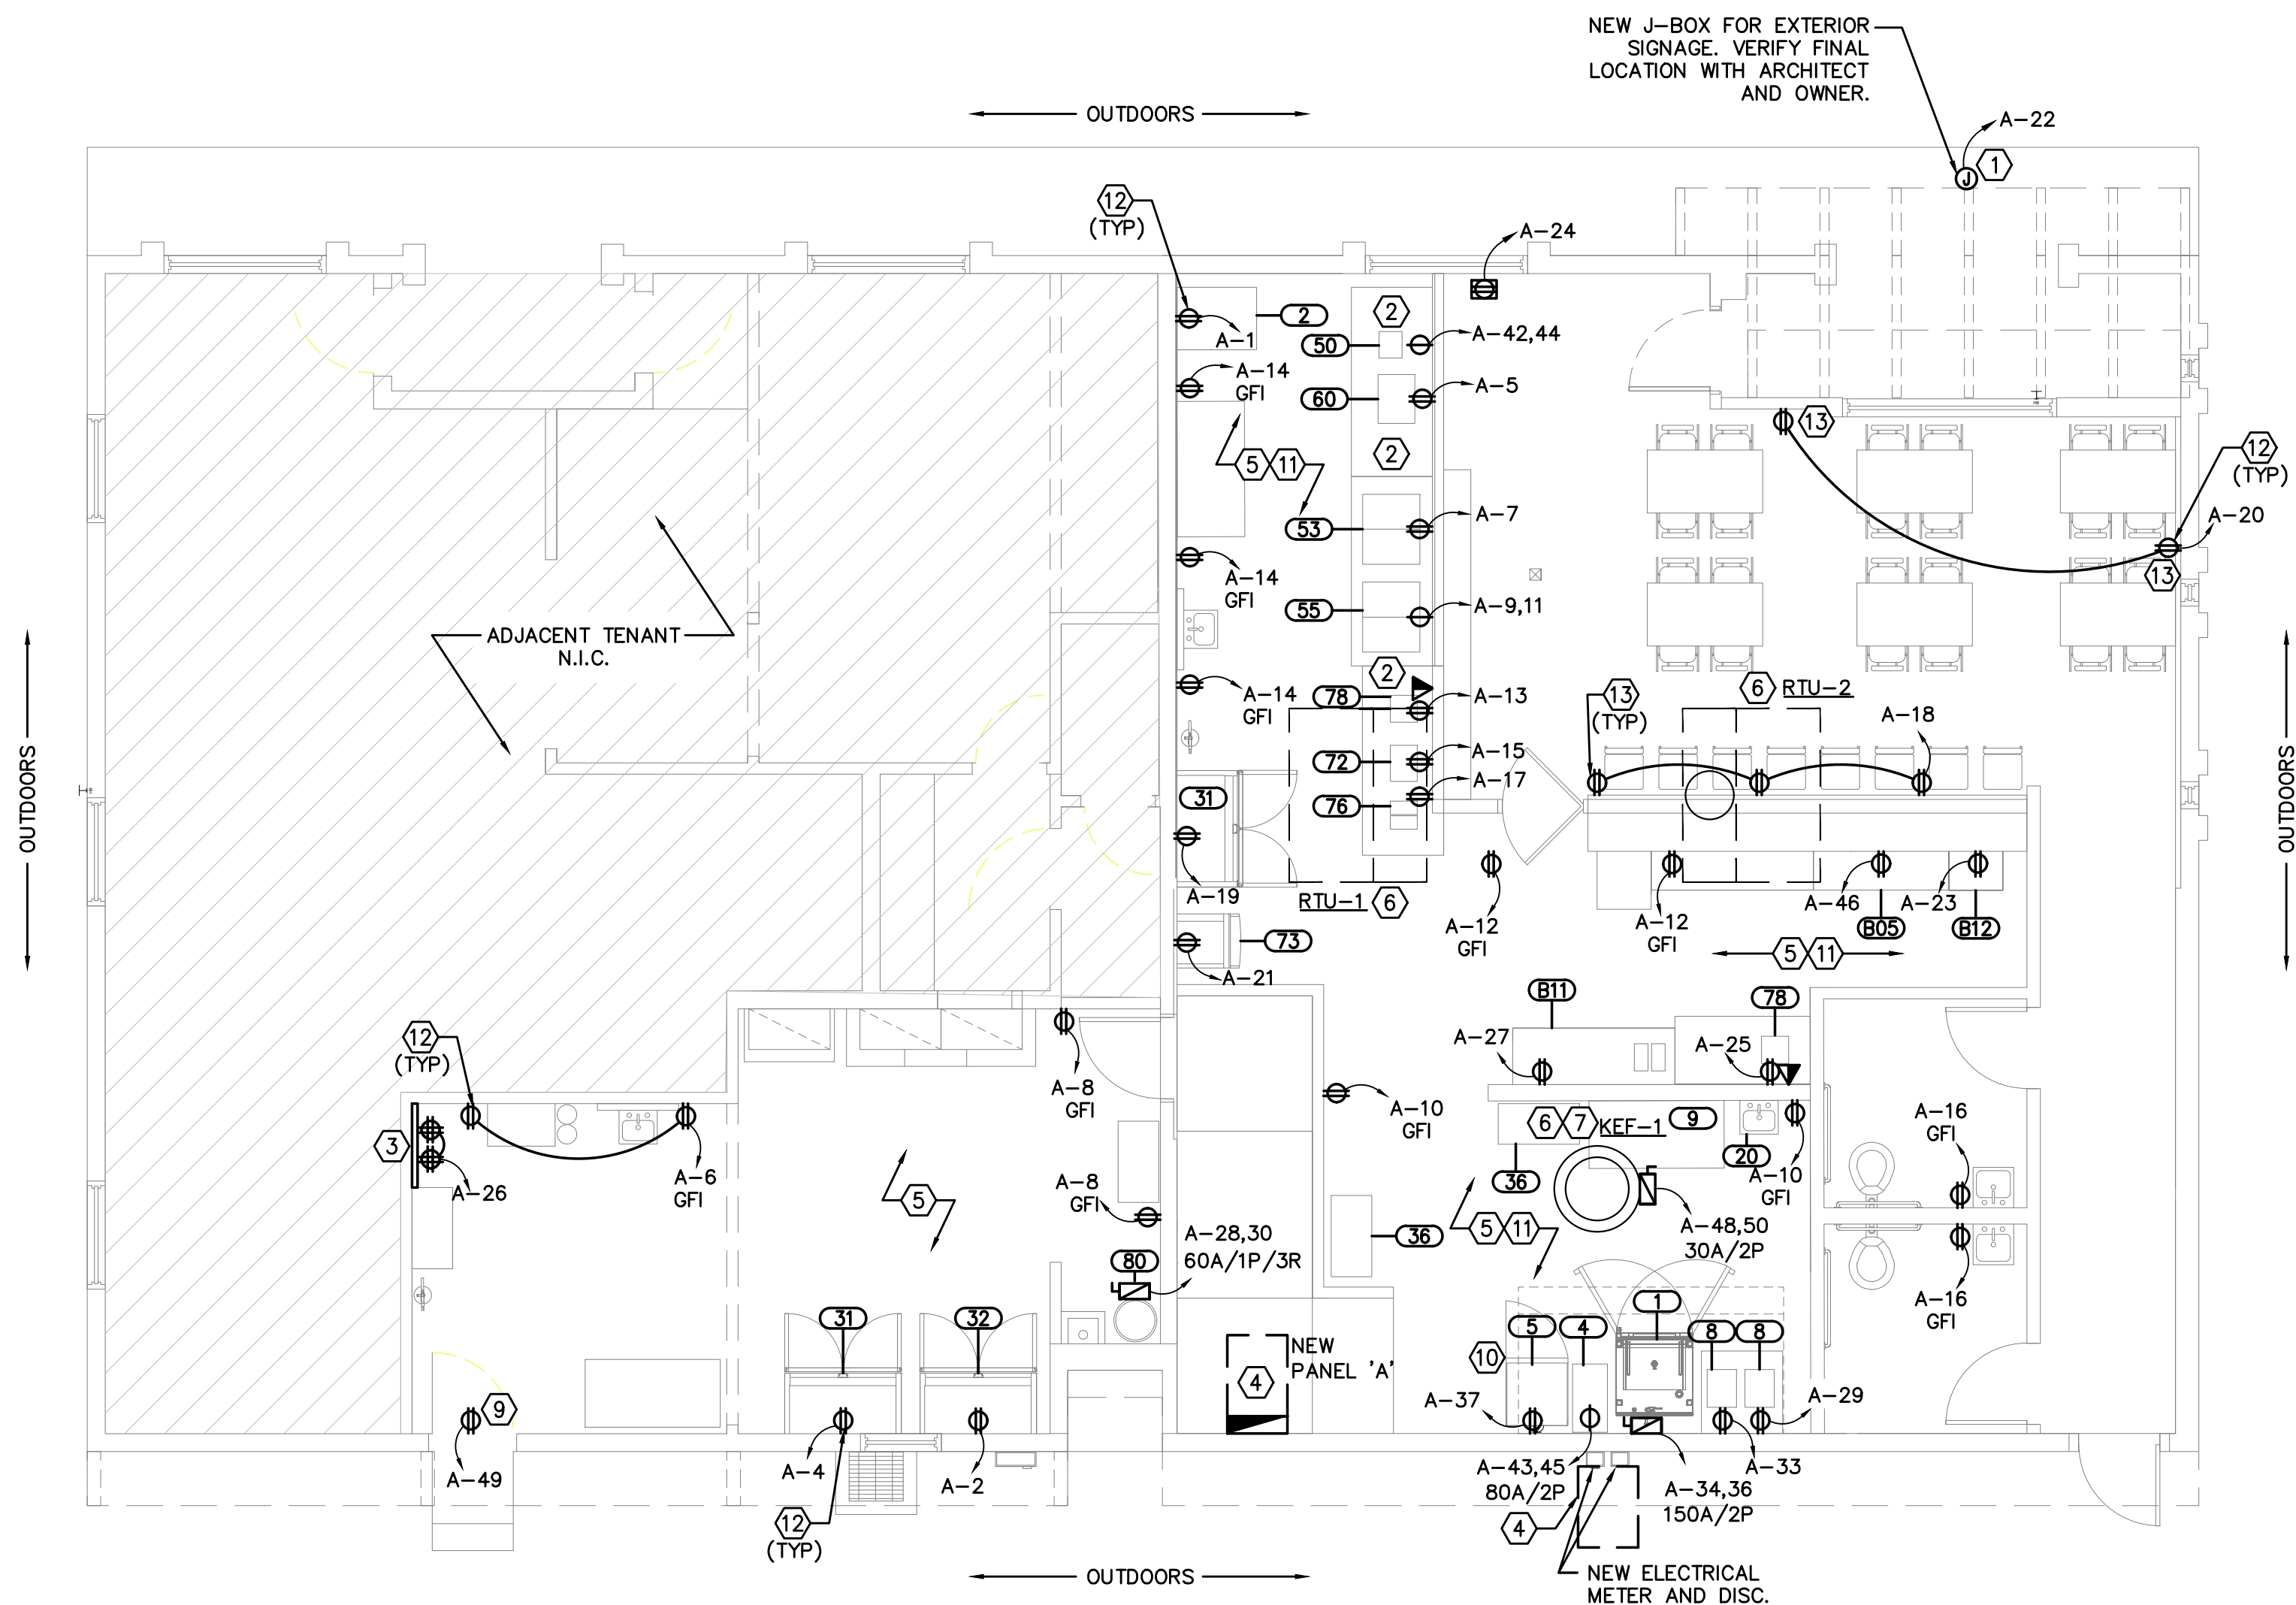 NEW J-BOX FOR EXTERIOR
SIGNAGE. VERIFY FINAL
LOCATION WITH ARCHITECT
AND OWNER.
OUTDOORS
A-22
J
1
12
(TYP)
A-24
A-1
2
2
50
A-42,44
A-14
GFI
60
A-5
13
12
(TYP)
A-20
5
11
2
53
A-7
A-14
GFI
55
A-9,11
13
ADJACENT TENANT
N.I.C.
OUTDOORS
OUTDOORS
2
78
A-13
A-14
GFI
13
(TYP)
6
RTU-2
A-18
72
A-15
A-17
31
76
A-19
RTU-1
6
A-12
GFI
A-12
GFI
A-46
A-23
B05
B12
73
A-21
5
11
B11
78
12
(TYP)
A-27
A-25
A-8
GFI
A-10
GFI
6
7
KEF-1
9
A-16
GFI
3
A-26
A-6
GFI
A-8
GFI
36
20
A-10
GFI
5
5
11
36
A-48,50
30A/2P
A-28,30
60A/1P/3R
80
A-16
GFI
31
32
1
5
4
8
8
NEW
PANEL 'A'
4
10
A-37
A-29
9
A-49
A-4
A-2
A-43,45
80A/2P
A-33
A-34,36
150A/2P
12
(TYP)
4
OUTDOORS
NEW ELECTRICAL
METER AND DISC.